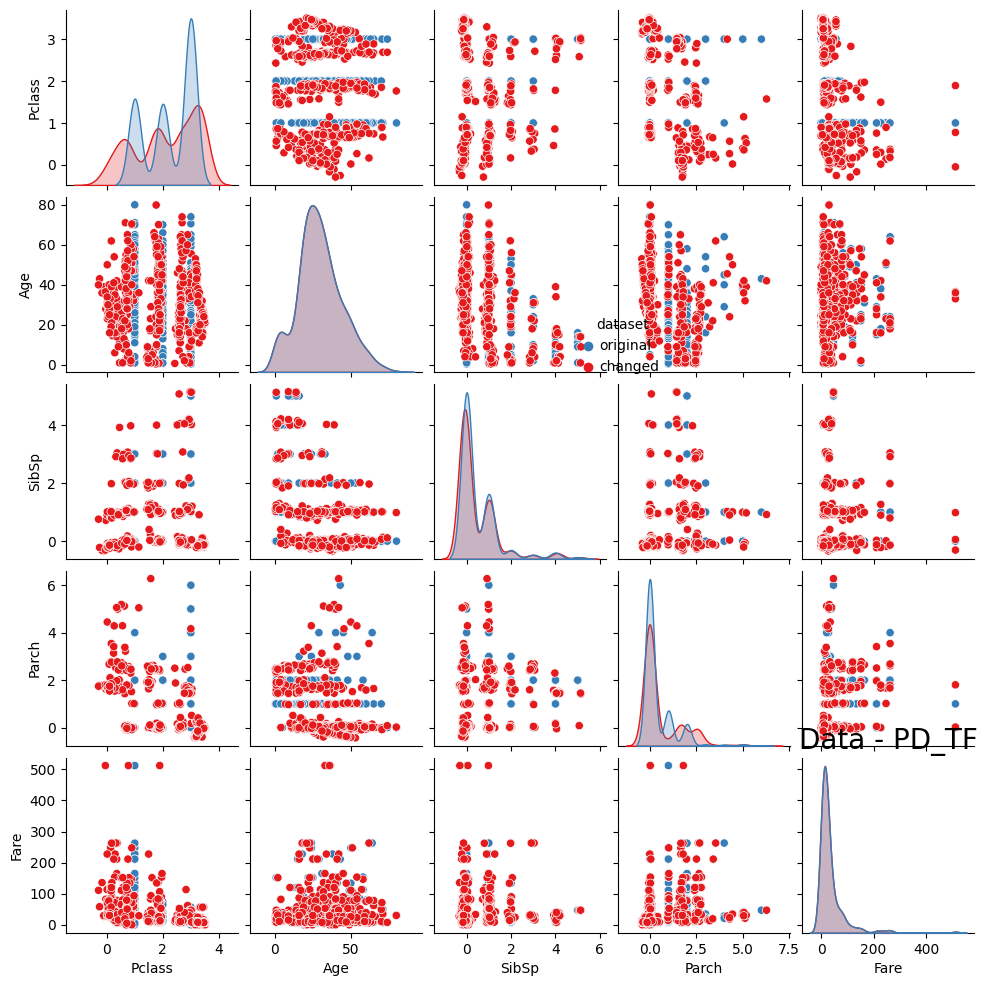 3
2
1
0
Pclass
80
60
40
20
0
Age
dataset
original
changed
4
2
0
SibSp
6
4
2
0
Parch
Data - PD_TF
500
400
300
200
100
0
Fare
0 2 4
0 50
0 2 4 6
0.0 2.5 5.0 7.5
0 200 400
Pclass Age SibSp Parch Fare